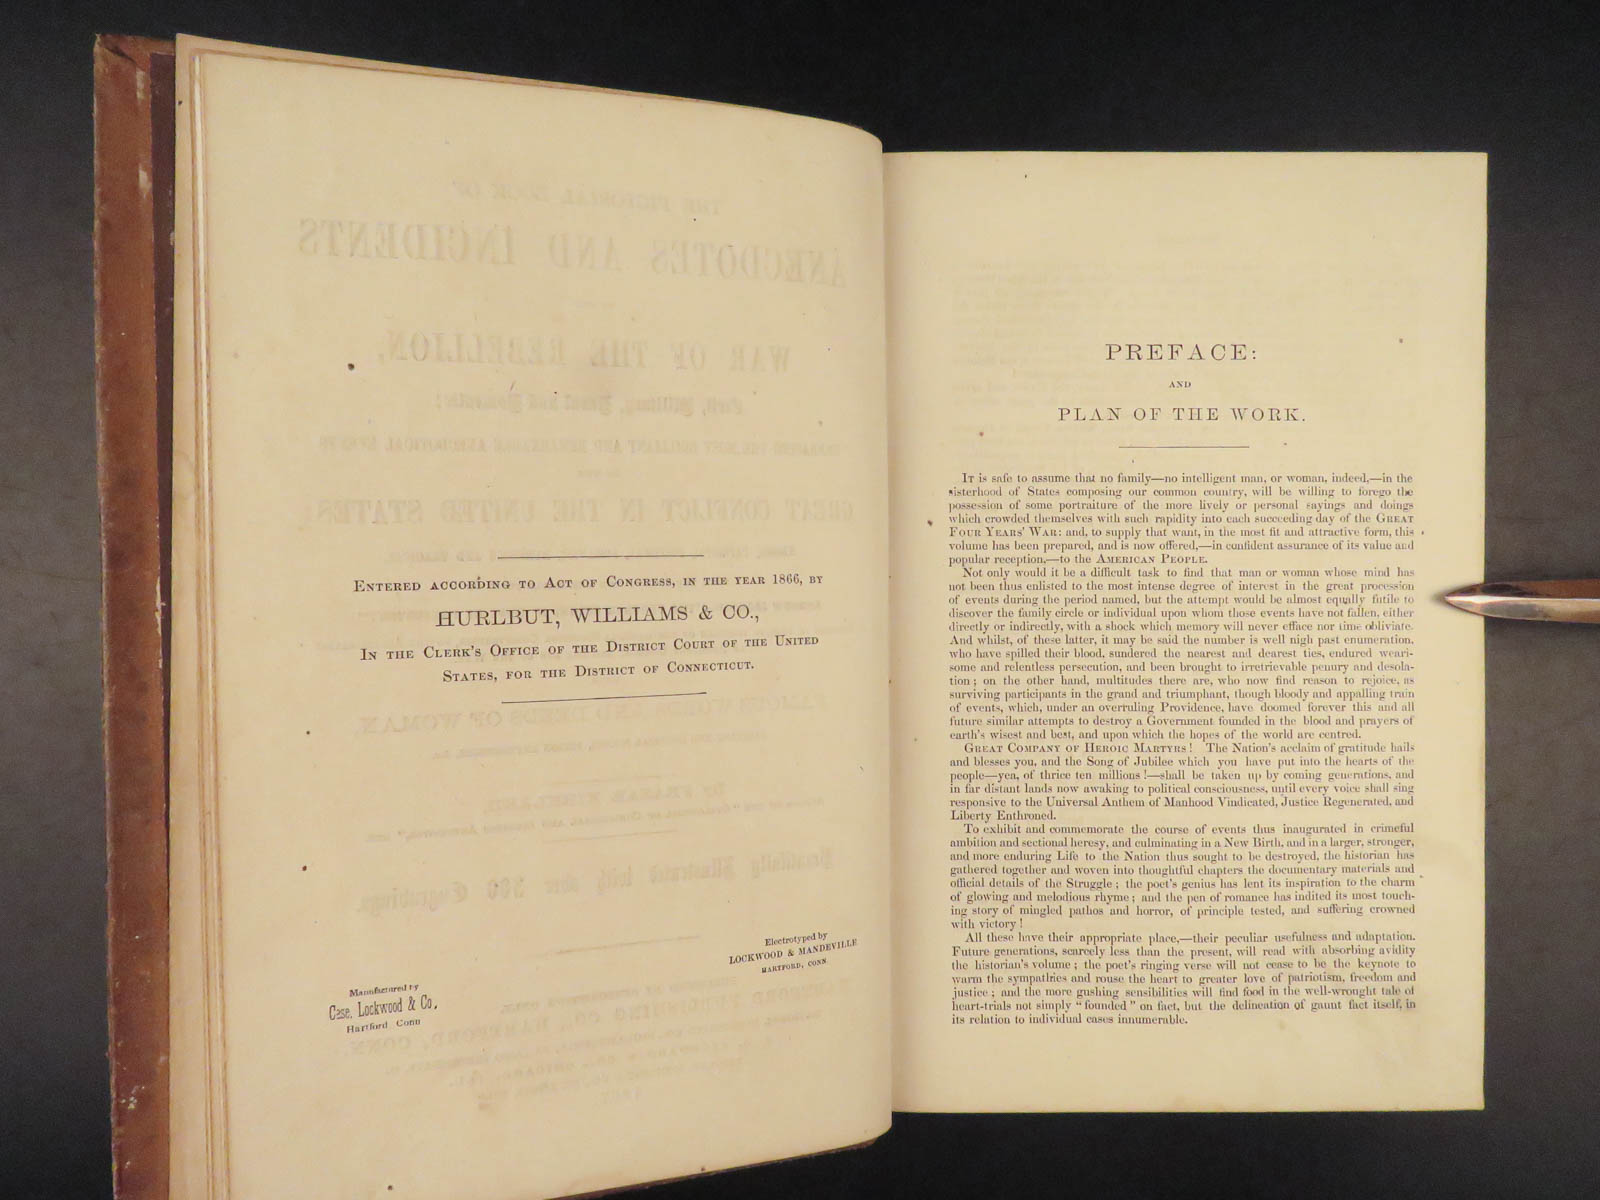 ENTERED ACCORDING TO ACT OF CONGRESS, IN THE YEAR 1866, BY
HURLBUT, WILLIAMS & CO.,
IN THE CLERK'S OFFICE OF THE DISTRICT COURT OF THE UNITED
STATES, FOR THE DISTRICT OF CONNECTICUT.
Electrotyped by
LOCKWOOD & MANDEVILLE
HARTFORD, CONN
Manufactured by
Case, Lockwood & Co,
Hartford Conn
PREFACE:
AND
PLAN OF THE WORK.
IT is safe to assume that no family—no intelligent man, or woman, indeed,—in the
sisterhood of States composing our common country, will be willing to forego the
possession of some portraiture of the more lively or personal sayings and doings
which crowded themselves with such rapidity into each succeeding day of the GREAT
FOUR YEARS' WAR: and, to supply that want, in the most fit and attractive form, this
volume has been prepared, and is now offered,—in confident assurance of its value and
popular reception,—to the AMERICAN PEOPLE.
Not only would it be a difficult task to find that man or woman whose mind has
not been thus enlisted to the most intense degree of interest in the great procession
of events during the period named, but the attempt would be almost equally futile to
discover the family circle or individual upon whom those events have not fallen, either
directly or indirectly, with a shock which memory will never efface nor time obliviate.
And whilst, of these latter, it may be said the number is well nigh past enumeration,
who have spilled their blood, sundered the nearest and dearest ties, endured weari-
some and relentless persecution, and been brought to irretrievable penury and desola-
tion; on the other hand, multitudes there are, who now find reason to rejoice, as
surviving participants in the grand and triumphant, though bloody and appalling train
of events, which, under an overruling Providence, have doomed forever this and all
future similar attempts to destroy a Government founded in the blood and prayers of
earth's wisest and best, and upon which the hopes of the world are centred.
GREAT COMPANY OF HEROIC MARTYRS! The Nation's acclaim of gratitude hails
and blesses you, and the Song of Jubilee which you have put into the hearts of the
people—yea, of thrice ten millions!—shall be taken up by coming generations, and
in far distant lands now awaking to political consciousness, until every voice shall sing
responsive to the Universal Anthem of Manhood Vindicated, Justice Regenerated, and
Liberty Enthroned.
To exhibit and commemorate the course of events thus inaugurated in crimeful
ambition and sectional heresy, and culminating in a New Birth, and in a larger, stronger,
and more enduring Life to the Nation thus sought to be destroyed, the historian has
gathered together and woven into thoughtful chapters the documentary materials and
official details of the Struggle; the poet's genius has lent its inspiration to the charm
of glowing and melodious rhyme; and the pen of romance has indited its most touch-
ing story of mingled pathos and horror, of principle tested, and suffering crowned
with victory!
All these have their appropriate place,—their peculiar usefulness and adaptation.
Future generations, scarcely less than the present, will read with absorbing avidity
the historian's volume; the poet's ringing verse will not cease to be the keynote to
warm the sympathies and rouse the heart to greater love of patriotism, freedom and
justice; and the more gushing sensibilities will find food in the well-wrought tale of
heart-trials not simply "founded" on fact, but the delineation of gaunt fact itself, in
its relation to individual cases innumerable.